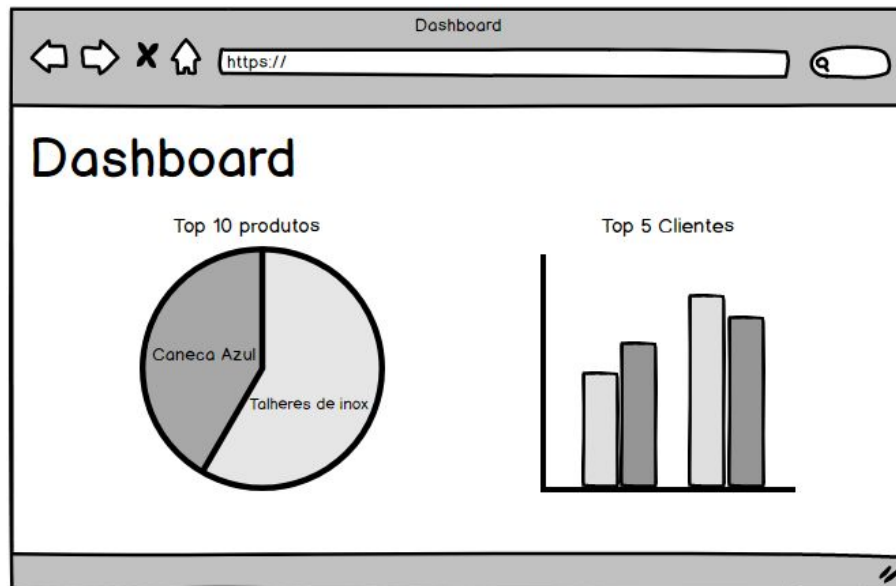 Dashboard
https://
Dashboard
Top 10 produtos
Top 5 Clientes
Caneca Azul
Talheres de inox